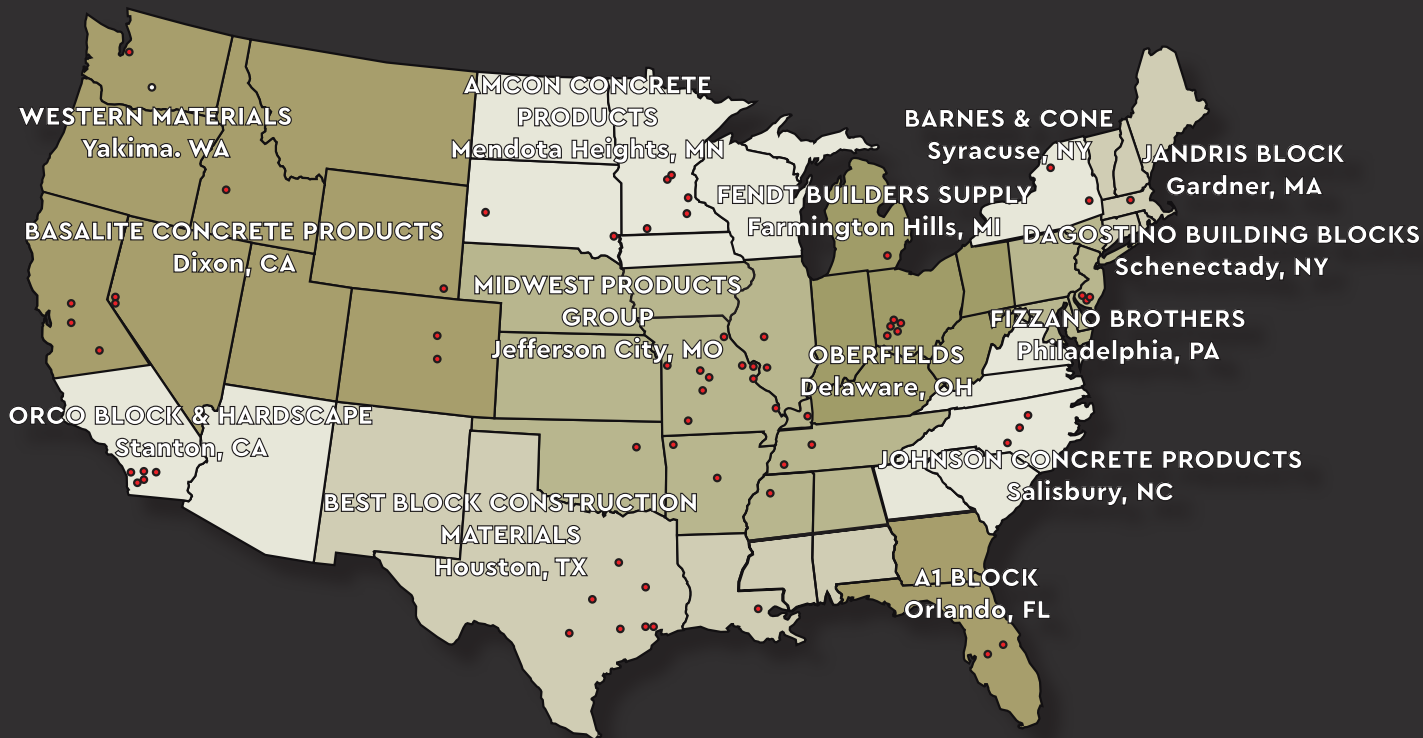 AMCON CONCRETE
PRODUCTS
Mendota Heights, MN
WESTERN MATERIALS
Yakima. WA
BARNES & CONE
Syracuse, NY
JANDRIS BLOCK
Gardner, MA
FENDT BUILDERS SUPPLY
Farmington Hills, MI
BASALITE CONCRETE PRODUCTS
Dixon, CA
DAGOSTINO BUILDING BLOCKS
Schenectady, NY
MIDWEST PRODUCTS
GROUP
Jefferson City, MO
FIZZANO BROTHERS
Philadelphia, PA
OBERFIELDS
Delaware, OH
ORCO BLOCK & HARDSCAPE
Stanton, CA
JOHNSON CONCRETE PRODUCTS
Salisbury, NC
BEST BLOCK CONSTRUCTION
MATERIALS
Houston, TX
A1 BLOCK
Orlando, FL